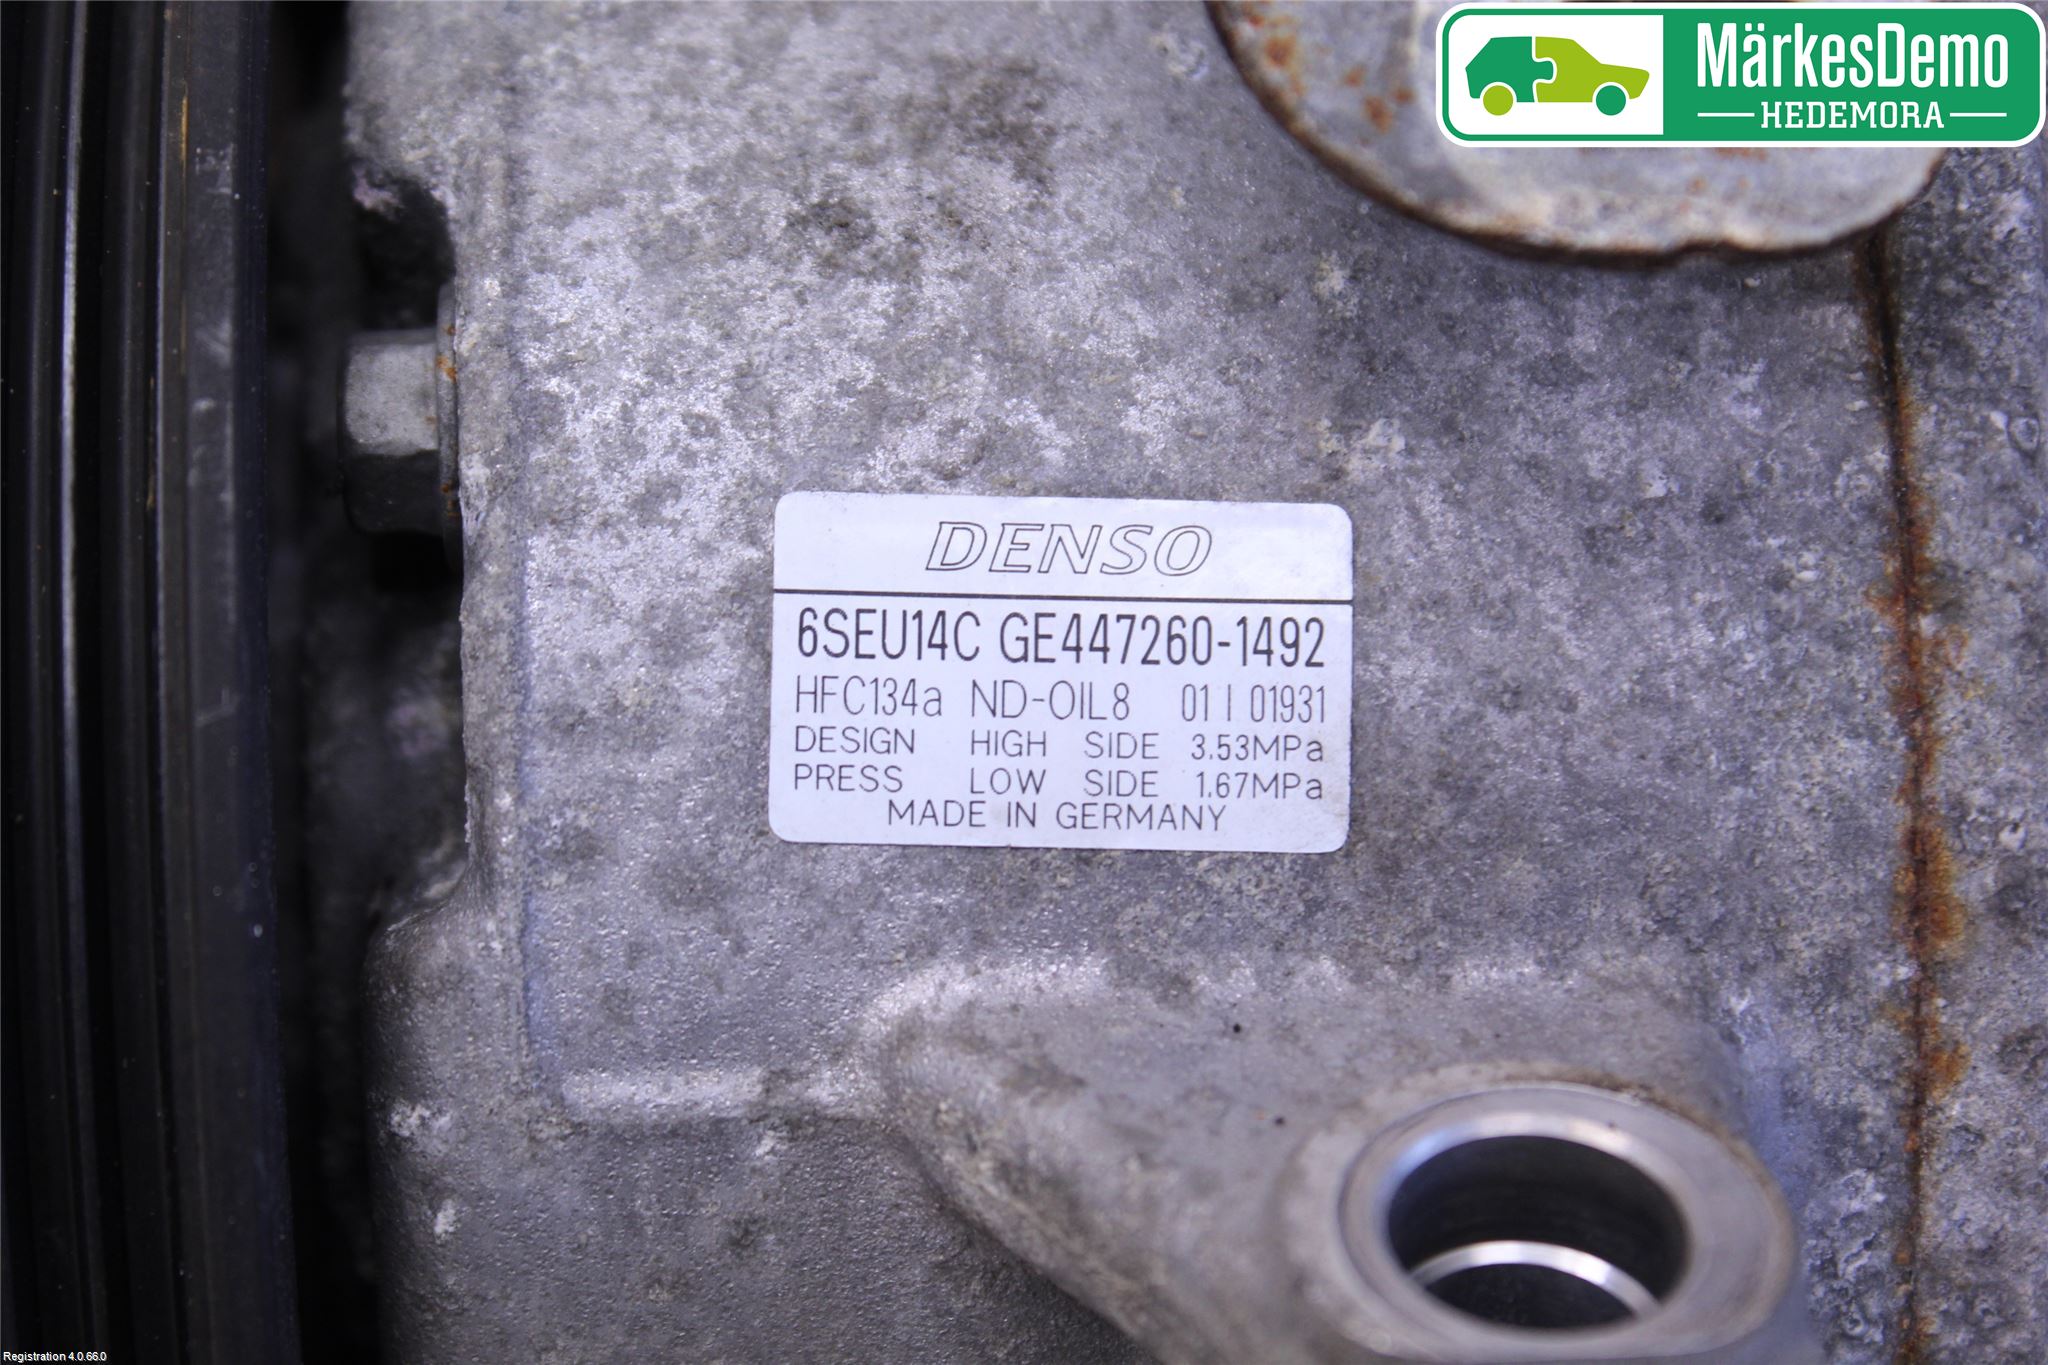 MärkesDemo
HEDEMORA
DENSO
6SEU14C GE447260-1492
HFC134a ND-OIL8 01 I 01931
DESIGN HIGH SIDE 3.53MPa
PRESS LOW SIDE 1.67MPa
MADE IN GERMANY
Registration 4.0.66.0